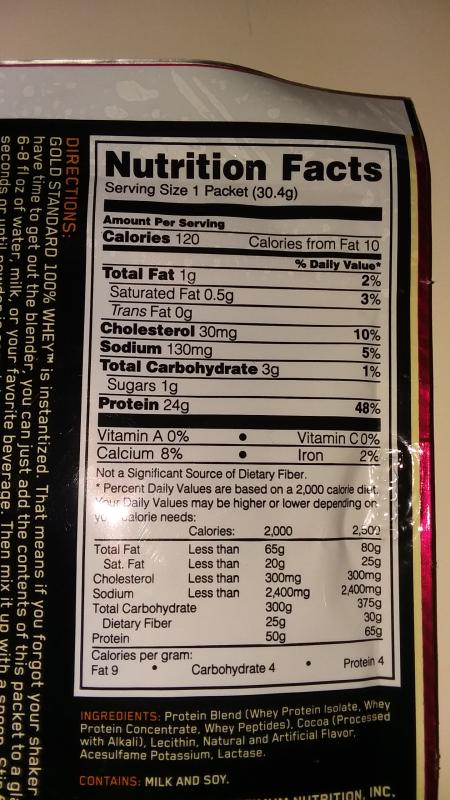 Nutrition Facts
Serving Size 1 Packet (30.4g)
Amount Per Serving
Calories 120 Calories from Fat 10
% Daily Value*
Total Fat 1g 2%
Saturated Fat 0.5g 3%
Trans Fat 0g
Cholesterol 30mg 10%
Sodium 130mg 5%
Total Carbohydrate 3g 1%
Sugars 1g
Protein 24g 48%
Vitamin A 0% • Vitamin C 0%
Calcium 8% • Iron 2%
Not a Significant Source of Dietary Fiber.
* Percent Daily Values are based on a 2,000 calorie diet.
Your Daily Values may be higher or lower depending on
your calorie needs:
Calories: 2,000 2,500
Total Fat Less than 65g 80g
Sat. Fat Less than 20g 25g
Cholesterol Less than 300mg 300mg
Sodium Less than 2,400mg 2,400mg
Total Carbohydrate 300g 375g
Dietary Fiber 25g 30g
Protein 50g 65g
Calories per gram:
Fat 9 • Carbohydrate 4 • Protein 4
INGREDIENTS: Protein Blend (Whey Protein Isolate, Whey
Protein Concentrate, Whey Peptides), Cocoa (Processed
with Alkali), Lecithin, Natural and Artificial Flavor,
Acesulfame Potassium, Lactase.
CONTAINS: MILK AND SOY.
NUTRITION, INC.
DIRECTIONS:
GOLD STANDARD 100% WHEY™ is instantized. That means if you forgot your shaker
have time to get out the blender, you can just add the contents of this packet to a
6-8 fl oz of water, milk, or your favorite beverage. Then mix it up with a spoon.
seconds or until